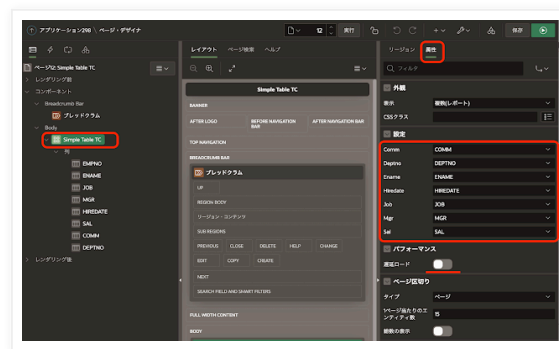 アプリケーション298 \ ページ・デザイナ
12
実行
保存
ページ12: Simple Table TC
レンダリング前
コンポーネント
Breadcrumb Bar
ブレッドクラム
Body
Simple Table TC
列
EMPNO
ENAME
JOB
MGR
HIREDATE
SAL
COMM
DEPTNO
レンダリング後
レイアウト ページ検索 ヘルプ
Simple Table TC
BANNER
AFTER LOGO
BEFORE NAVIGATION BAR
AFTER NAVIGATION BAR
TOP NAVIGATION
BREADCRUMB BAR
ブレッドクラム
UP
REGION BODY
リージョン・コンテンツ
SUB REGIONS
PREVIOUS CLOSE DELETE HELP CHANGE
EDIT COPY CREATE
NEXT
SEARCH FIELD AND SMART FILTERS
FULL WIDTH CONTENT
BODY
リージョン 属性
フィルタ
外観
表示 複数(レポート)
CSSクラス
設定
Comm COMM
Deptno DEPTNO
Ename ENAME
Hiredate HIREDATE
Job JOB
Mgr MGR
Sal SAL
パフォーマンス
遅延ロード
ページ区切り
タイプ ページ
1ページ当たりのエンティティ数 15
総数の表示